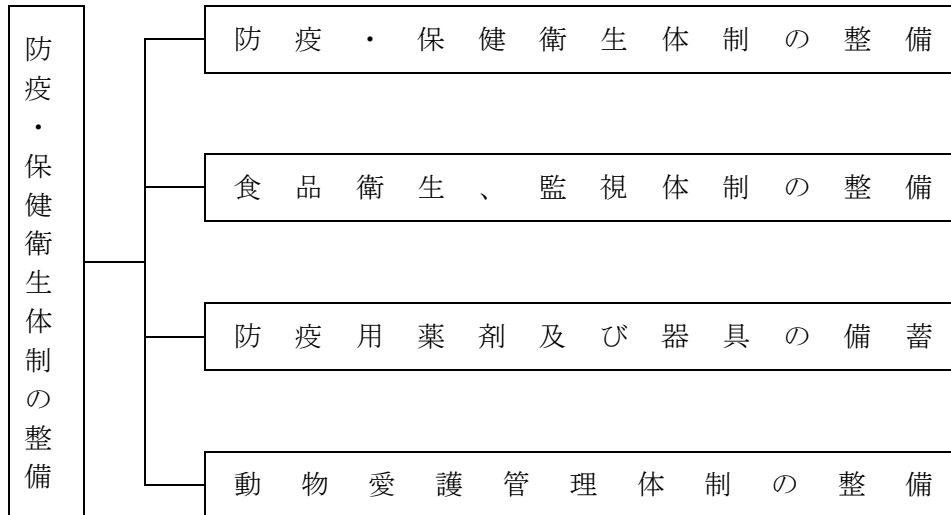 防疫・保健衛生体制の整備
防疫・保健衛生体制の整備
食品衛生、監視体制の整備
防疫用薬剤及び器具の備蓄
動物愛護管理体制の整備